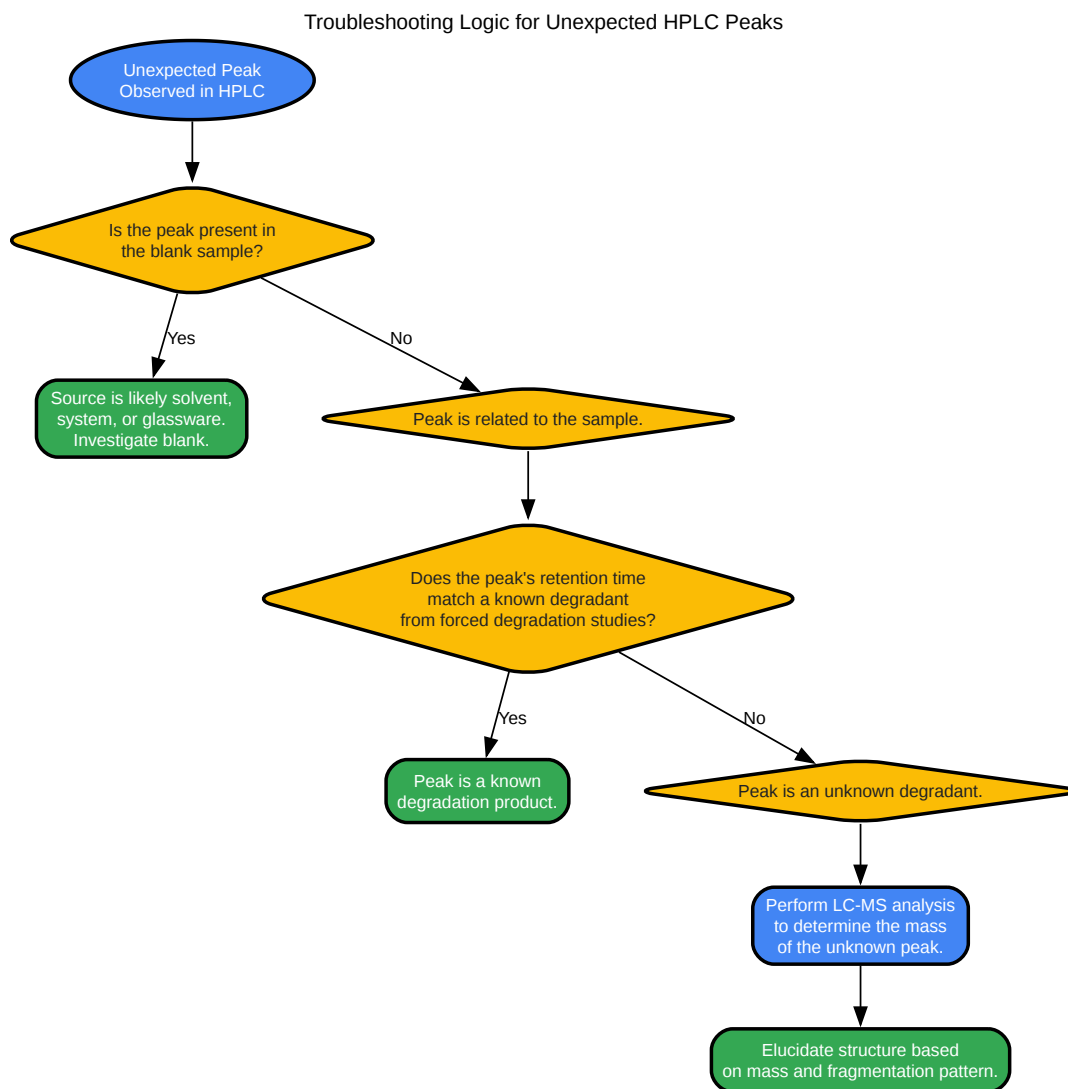 Troubleshooting Logic for Unexpected HPLC Peaks
Unexpected Peak
Observed in HPLC
Is the peak present in
the blank sample?
Yes
No
Source is likely solvent,
system, or glassware.
Investigate blank.
Peak is related to the sample.
Does the peak's retention time
match a known degradant
from forced degradation studies?
Yes
No
Peak is a known
degradation product.
Peak is an unknown degradant.
Perform LC-MS analysis
to determine the mass
of the unknown peak.
Elucidate structure based
on mass and fragmentation pattern.